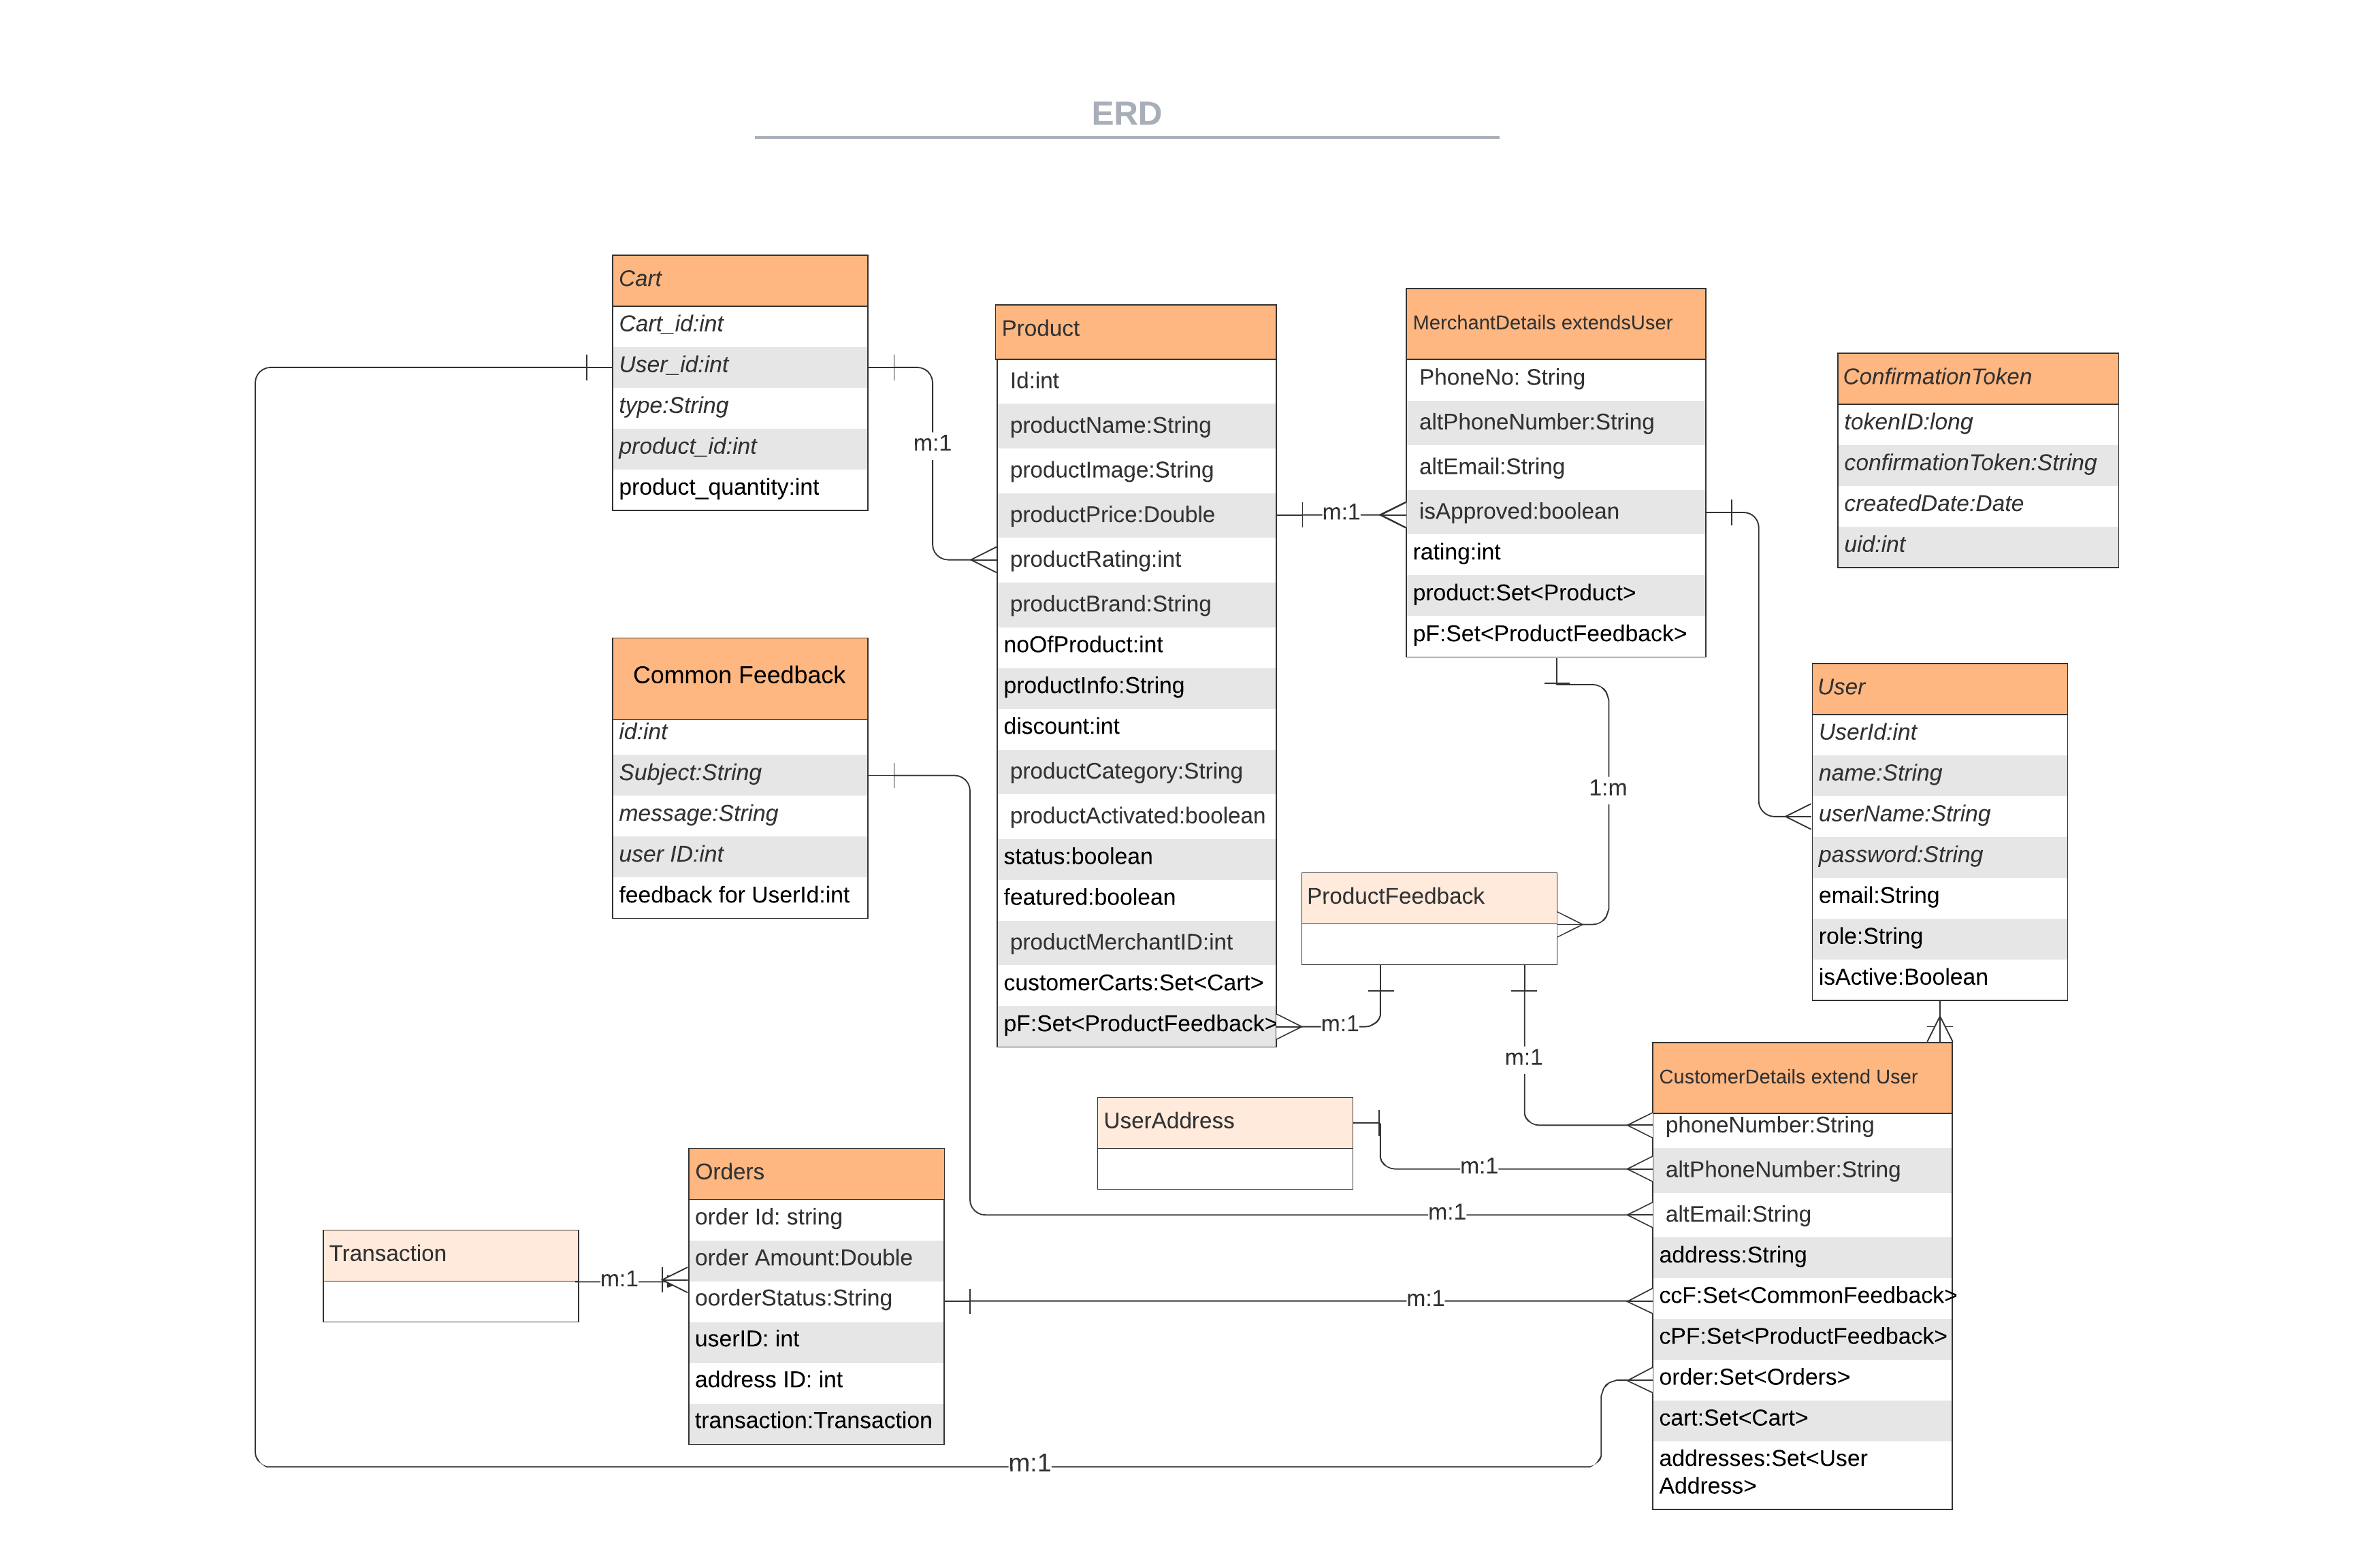 ERD
Cart
Cart_id:int
User_id:int
type:String
product_id:int
product_quantity:int
m:1
Product
Id:int
productName:String
productImage:String
productPrice:Double
productRating:int
productBrand:String
noOfProduct:int
productInfo:String
discount:int
productCategory:String
productActivated:boolean
status:boolean
featured:boolean
productMerchantID:int
customerCarts:Set<Cart>
pF:Set<ProductFeedback>
m:1
MerchantDetails extendsUser
PhoneNo: String
altPhoneNumber:String
altEmail:String
isApproved:boolean
rating:int
product:Set<Product>
pF:Set<ProductFeedback>
ConfirmationToken
tokenID:long
confirmationToken:String
createdDate:Date
uid:int
Common Feedback
id:int
Subject:String
message:String
user ID:int
feedback for UserId:int
1:m
User
UserId:int
name:String
userName:String
password:String
email:String
role:String
isActive:Boolean
ProductFeedback
m:1
m:1
UserAddress
m:1
m:1
CustomerDetails extend User
phoneNumber:String
altPhoneNumber:String
altEmail:String
address:String
ccF:Set<CommonFeedback>
cPF:Set<ProductFeedback>
order:Set<Orders>
cart:Set<Cart>
addresses:Set<User
Address>
Orders
order Id: string
order Amount:Double
oorderStatus:String
userID: int
address ID: int
transaction:Transaction
Transaction
m:1
m:1
m:1